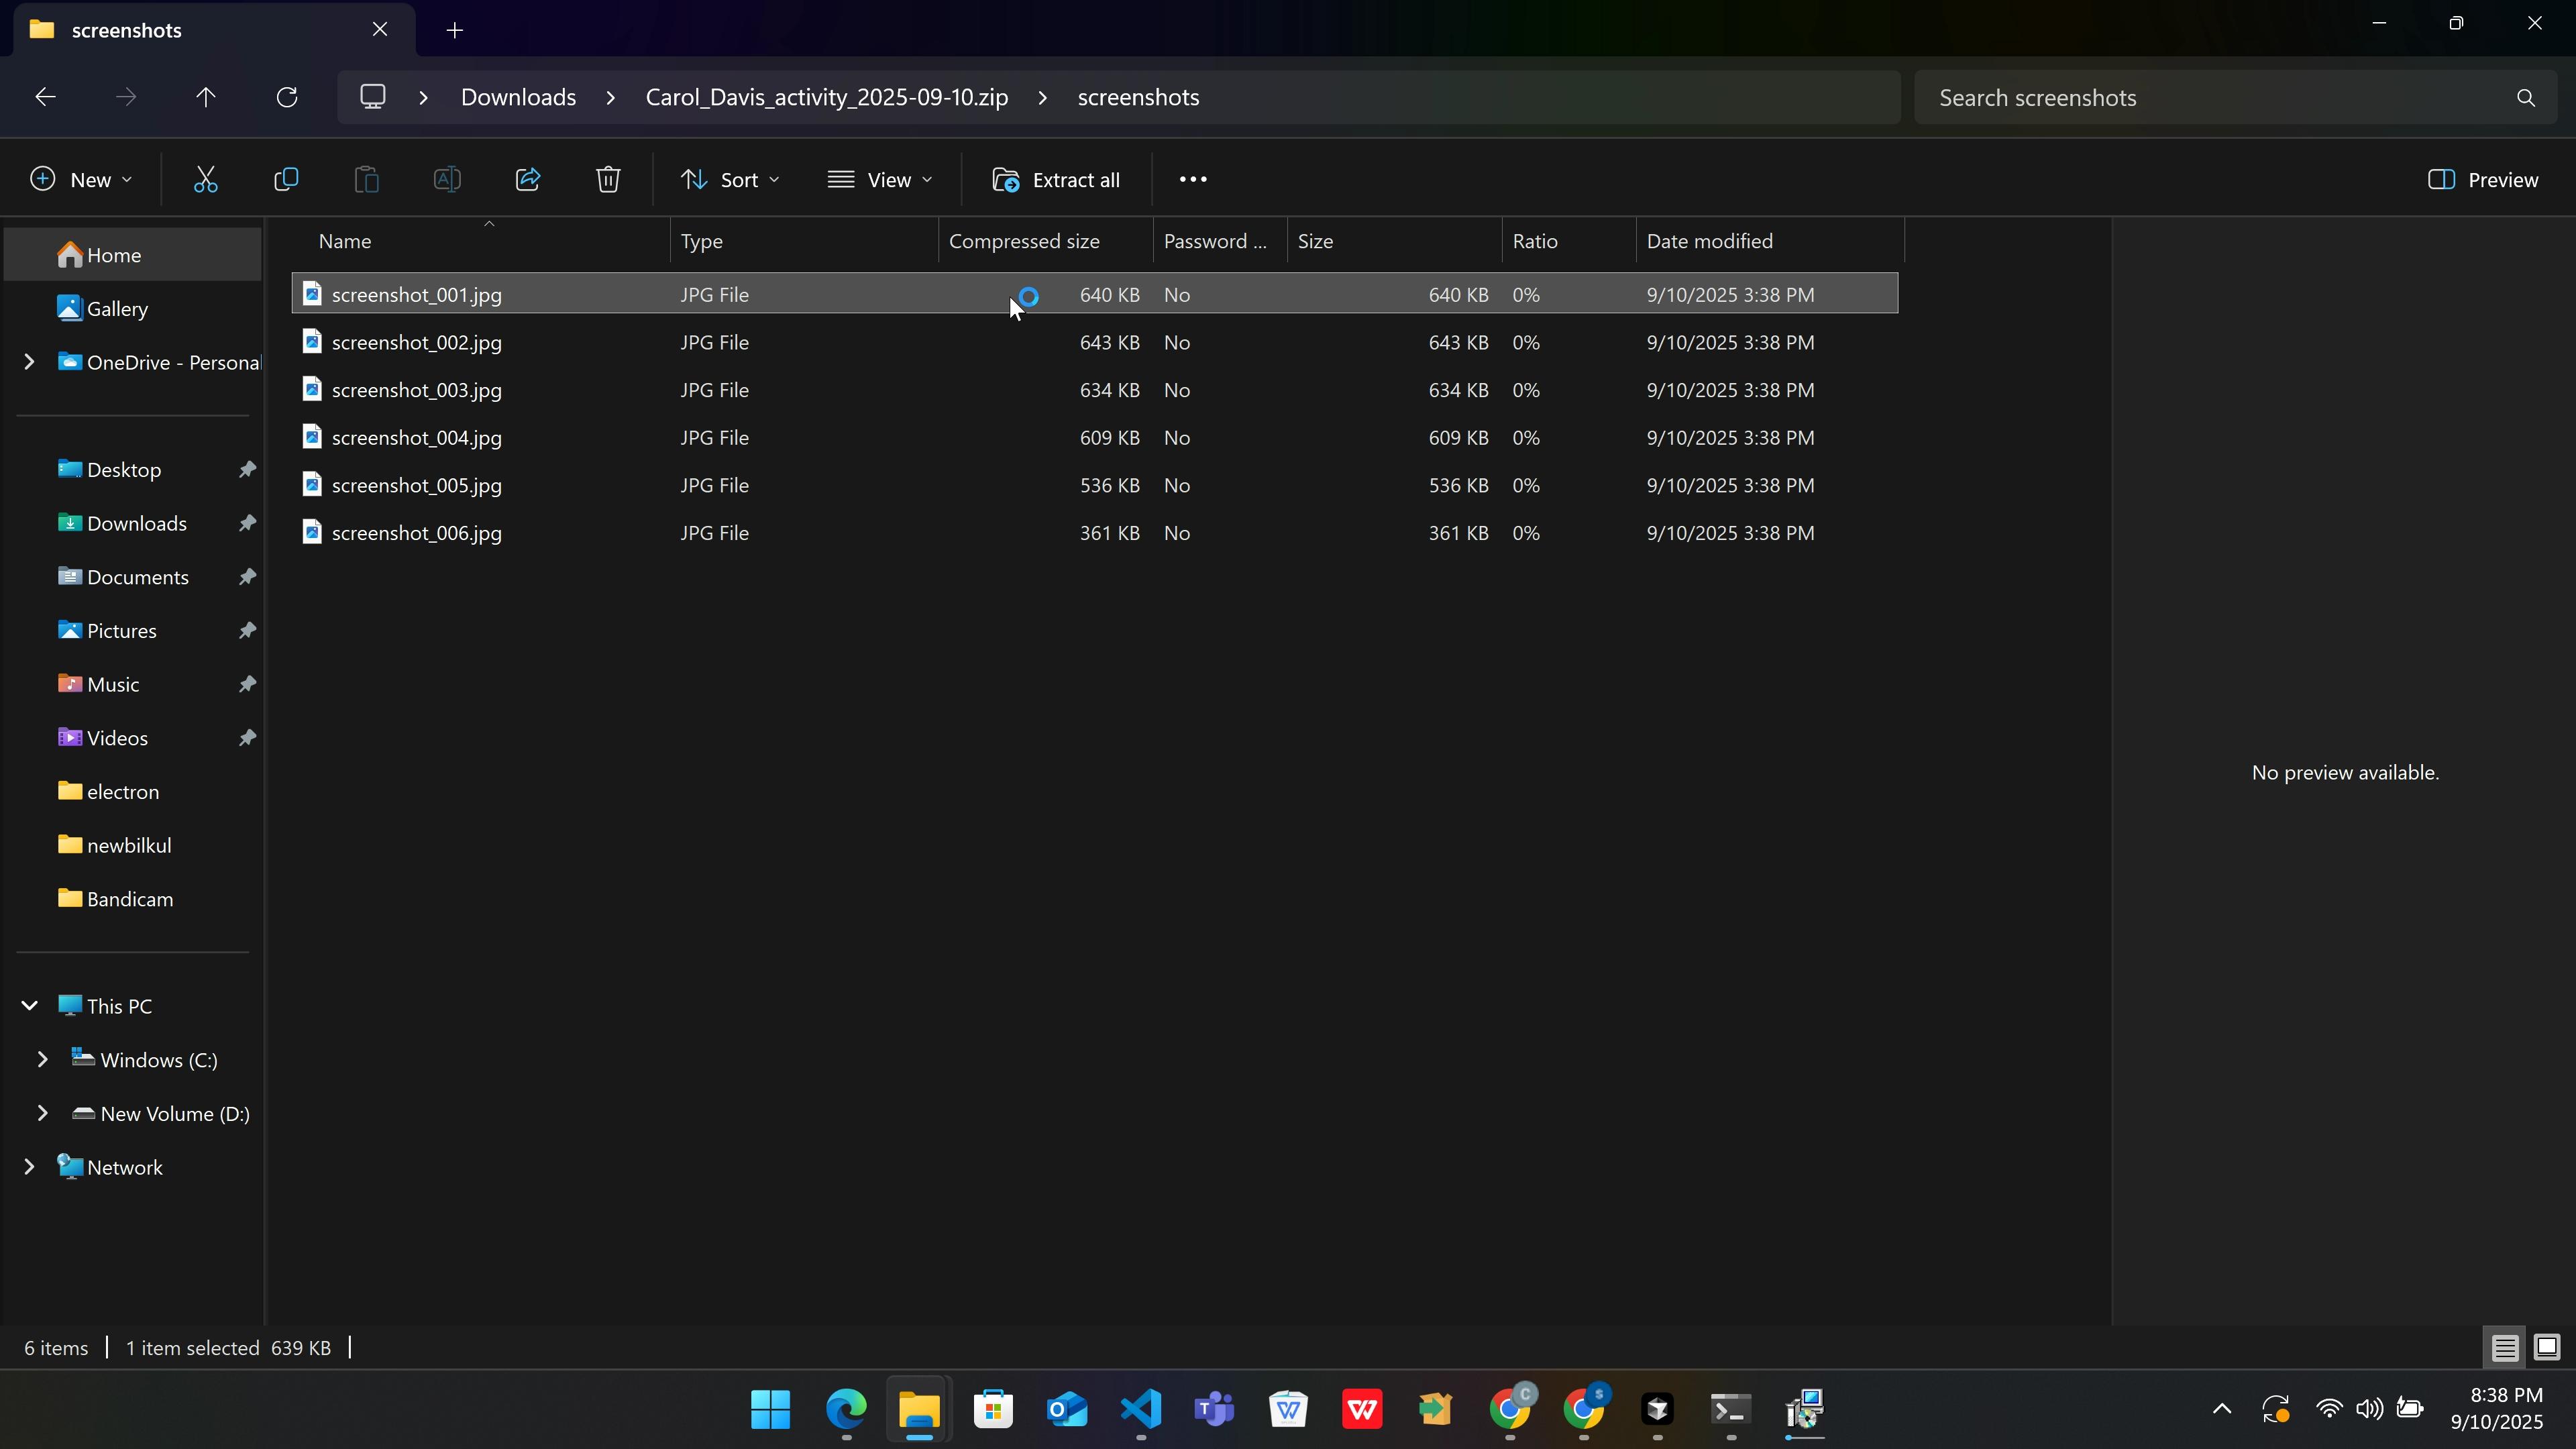 screenshots
Downloads > Carol_Davis_activity_2025-09-10.zip > screenshots
Search screenshots
New
Sort
View
Extract all
Preview
Name Type Compressed size Password ... Size Ratio Date modified
screenshot_001.jpg JPG File 640 KB No 640 KB 0% 9/10/2025 3:38 PM
screenshot_002.jpg JPG File 643 KB No 643 KB 0% 9/10/2025 3:38 PM
screenshot_003.jpg JPG File 634 KB No 634 KB 0% 9/10/2025 3:38 PM
screenshot_004.jpg JPG File 609 KB No 609 KB 0% 9/10/2025 3:38 PM
screenshot_005.jpg JPG File 536 KB No 536 KB 0% 9/10/2025 3:38 PM
screenshot_006.jpg JPG File 361 KB No 361 KB 0% 9/10/2025 3:38 PM
Home
Gallery
OneDrive - Personal
Desktop
Downloads
Documents
Pictures
Music
Videos
electron
newbilkul
Bandicam
This PC
Windows (C:)
New Volume (D:)
Network
No preview available.
6 items 1 item selected 639 KB
8:38 PM
9/10/2025